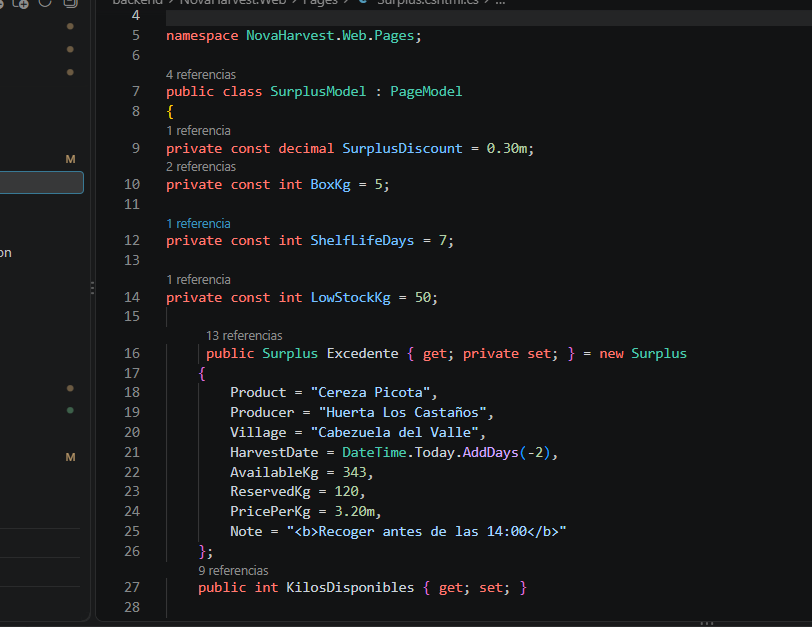 backend > NovaHarvest.Web > Pages > Surplus.cshtml.cs > ...
4
5 namespace NovaHarvest.Web.Pages;
6
4 referencias
7 public class SurplusModel : PageModel
8 {
1 referencia
9 private const decimal SurplusDiscount = 0.30m;
2 referencias
10 private const int BoxKg = 5;
11
1 referencia
12 private const int ShelfLifeDays = 7;
13
1 referencia
14 private const int LowStockKg = 50;
15
13 referencias
16 public Surplus Excedente { get; private set; } = new Surplus
17 {
18 Product = "Cereza Picota",
19 Producer = "Huerta Los Castaños",
20 Village = "Cabezuela del Valle",
21 HarvestDate = DateTime.Today.AddDays(-2),
22 AvailableKg = 343,
23 ReservedKg = 120,
24 PricePerKg = 3.20m,
25 Note = "<b>Recoger antes de las 14:00</b>"
26 };
9 referencias
27 public int KilosDisponibles { get; set; }
28
M
on
M